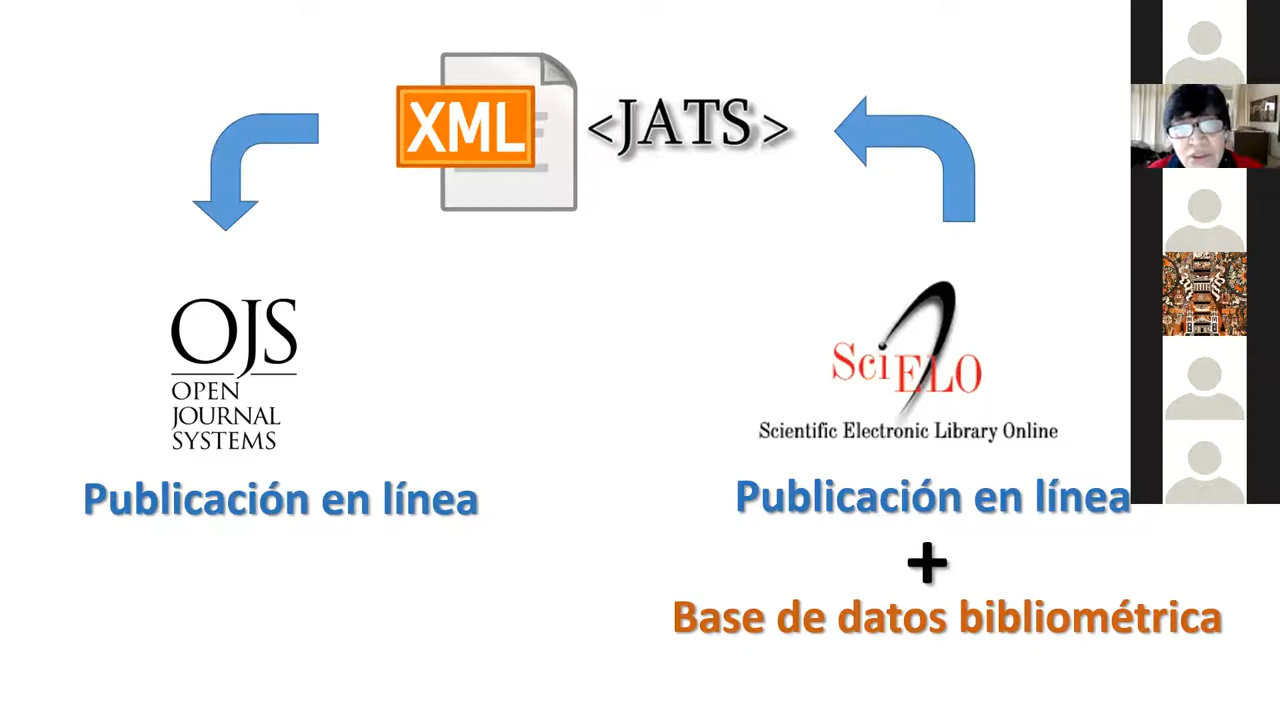 XML <JATS>
OJS
OPEN
JOURNAL
SYSTEMS
Publicación en línea
SciELO
Scientific Electronic Library Online
Publicación en línea
+
Base de datos bibliométrica